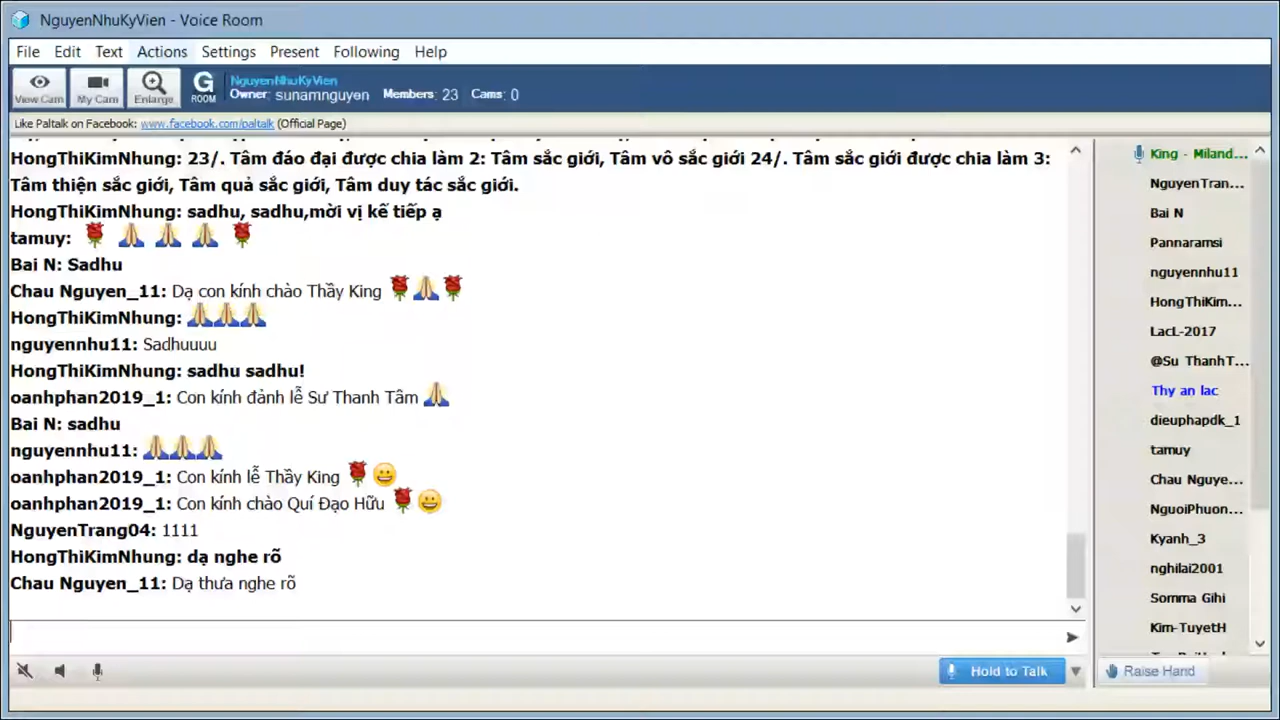 NguyenNhuKyVien - Voice Room
File Edit Text Actions Settings Present Following Help
View Cam My Cam Enlarge G ROOM
NguyenNhuKyVien
Owner: sunamnguyen Members: 23 Cams: 0
Like Paltalk on Facebook: www.facebook.com/paltalk (Official Page)
HongThiKimNhung: 23/. Tâm đáo đại được chia làm 2: Tâm sắc giới, Tâm vô sắc giới 24/. Tâm sắc giới được chia làm 3:
Tâm thiện sắc giới, Tâm quả sắc giới, Tâm duy tác sắc giới.
HongThiKimNhung: sadhu, sadhu,mời vị kế tiếp ạ
tamuy: 🌹 🙏 🙏 🙏 🌹
Bai N: Sadhu
Chau Nguyen_11: Dạ con kính chào Thầy King 🌹🙏🌹
HongThiKimNhung: 🙏🙏🙏
nguyennhu11: Sadhuuuu
HongThiKimNhung: sadhu sadhu!
oanhphan2019_1: Con kính đảnh lễ Sư Thanh Tâm 🙏
Bai N: sadhu
nguyennhu11: 🙏🙏🙏
oanhphan2019_1: Con kính lễ Thầy King 🌹😀
oanhphan2019_1: Con kính chào Quí Đạo Hữu 🌹😀
NguyenTrang04: 1111
HongThiKimNhung: dạ nghe rõ
Chau Nguyen_11: Dạ thưa nghe rõ
King - Miland...
NguyenTran...
Bai N
Pannaramsi
nguyennhu11
HongThiKim...
LacL-2017
@Su ThanhT...
Thy an lac
dieuphapdk_1
tamuy
Chau Nguye...
NguoiPhuon...
Kyanh_3
nghilai2001
Somma Gihi
Kim-TuyetH
Hold to Talk
Raise Hand